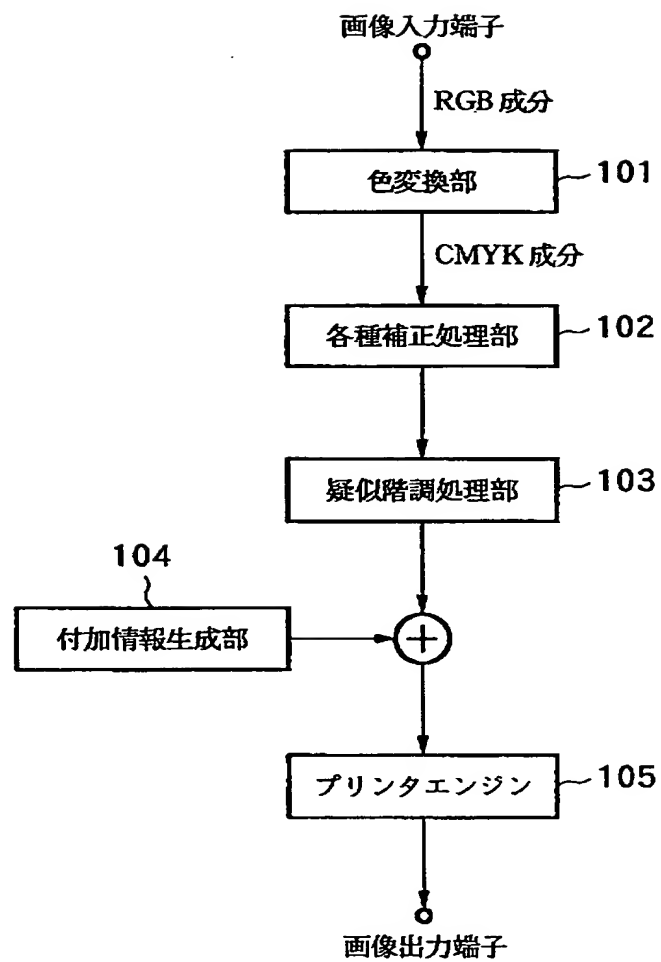 画像入力端子
RGB 成分
色変換部
101
CMYK 成分
各種補正処理部
102
疑似階調処理部
103
104
付加情報生成部
プリンタエンジン
105
画像出力端子